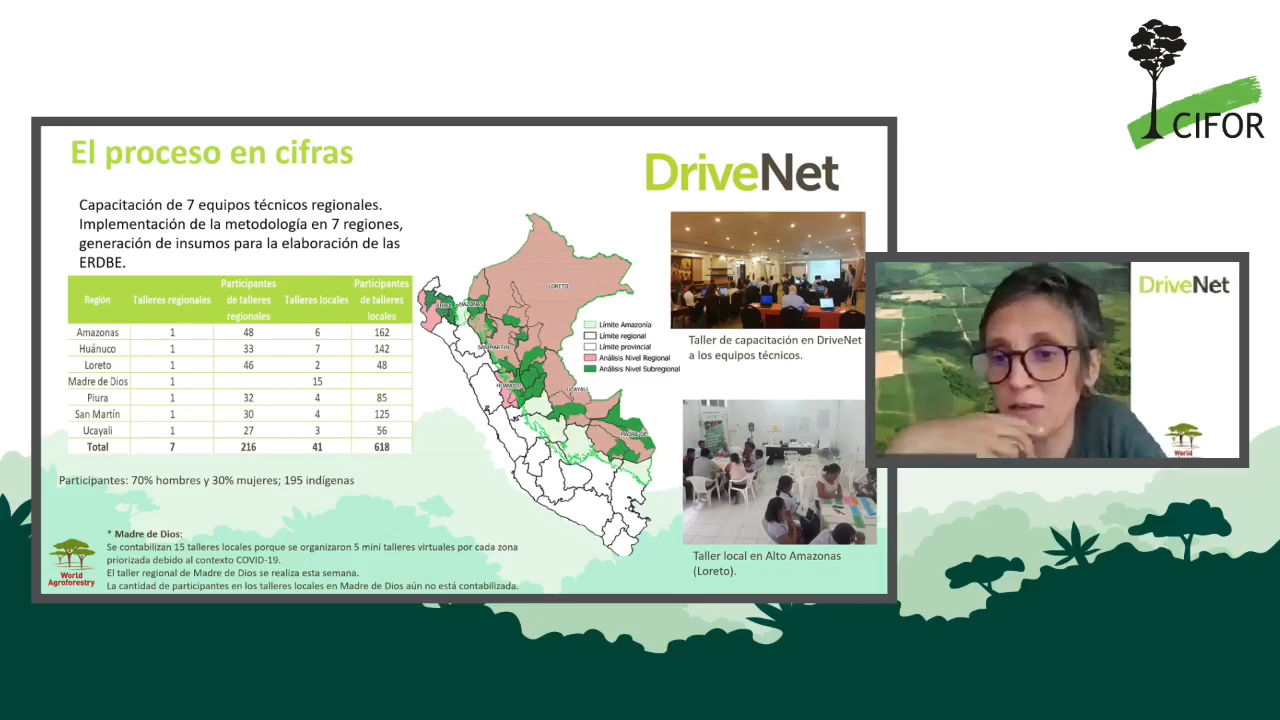 CIFOR
El proceso en cifras
DriveNet
Capacitación de 7 equipos técnicos regionales.
Implementación de la metodología en 7 regiones,
generación de insumos para la elaboración de las
ERDBE.
Región Talleres regionales Participantes de talleres regionales Talleres locales Participantes de talleres locales
Amazonas 1 48 6 162
Huánuco 1 33 7 142
Loreto 1 46 2 48
Madre de Dios 1 15
Piura 1 32 4 85
San Martín 1 30 4 125
Ucayali 1 27 3 56
Total 7 216 41 618
Participantes: 70% hombres y 30% mujeres; 195 indígenas
* Madre de Dios:
Se contabilizan 15 talleres locales porque se organizaron 5 mini talleres virtuales por cada zona
priorizada debido al contexto COVID-19.
El taller regional de Madre de Dios se realiza esta semana.
La cantidad de participantes en los talleres locales en Madre de Dios aún no está contabilizada.
World
Agroforestry
LORETO
PIURA
SAN MARTIN
HUANUCO
UCAYALI
Límite Amazonía
Límite regional
Límite provincial
Análisis Nivel Regional
Análisis Nivel Subregional
Taller de capacitación en DriveNet
a los equipos técnicos.
Taller local en Alto Amazonas
(Loreto).
DriveNet
World